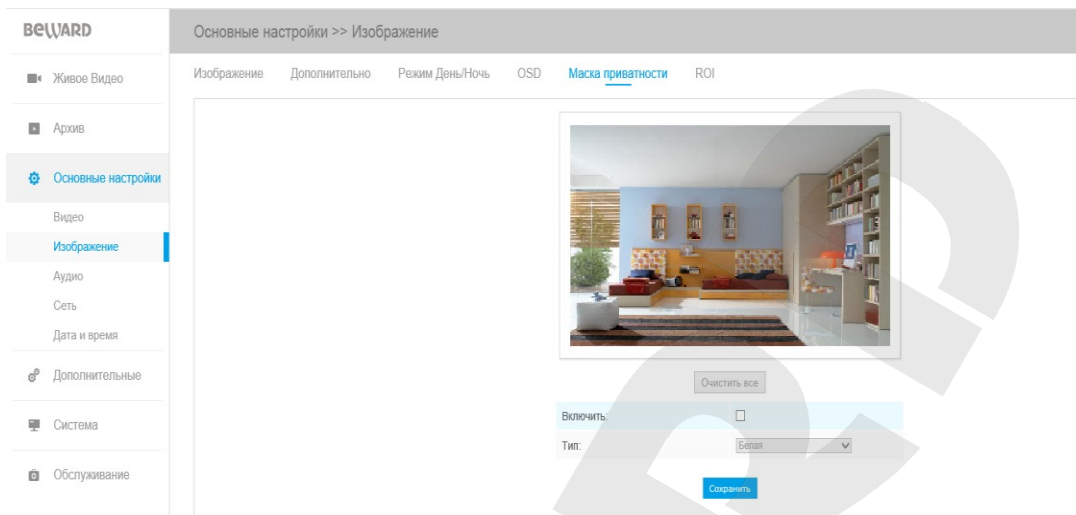 BEWARD
Основные настройки >> Изображение
Живое Видео
Архив
Основные настройки
Видео
Изображение
Аудио
Сеть
Дата и время
Дополнительные
Система
Обслуживание
Изображение Дополнительно Режим День/Ночь OSD Маска приватности ROI
Очистить все
Включить:
Тип: Белая
Сохранить